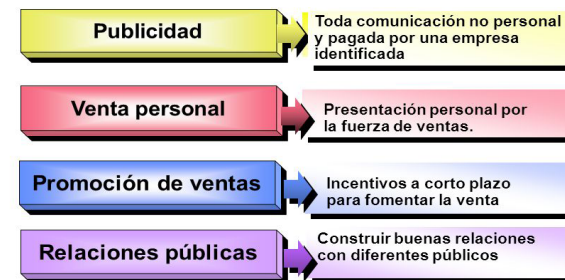 Publicidad
Toda comunicación no personal
y pagada por una empresa
identificada
Venta personal
Presentación personal por
la fuerza de ventas.
Promoción de ventas
Incentivos a corto plazo
para fomentar la venta
Relaciones públicas
Construir buenas relaciones
con diferentes públicos